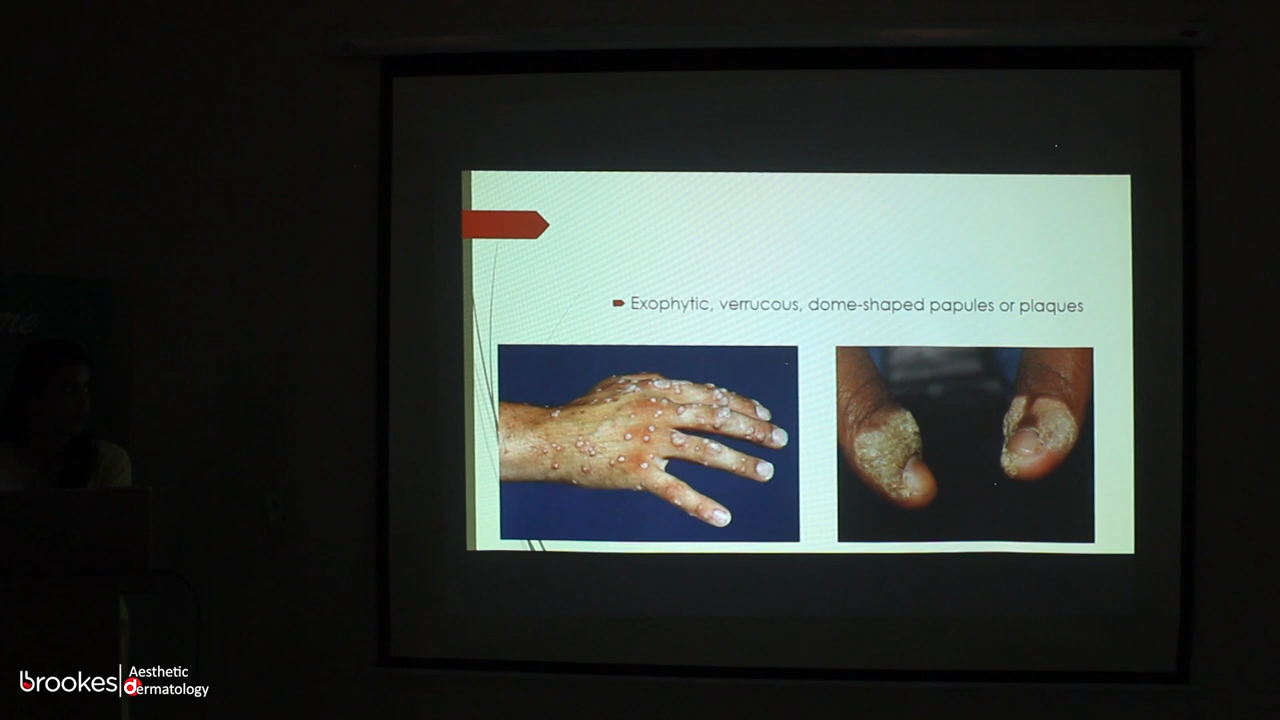 Exophytic, verrucous, dome-shaped papules or plaques
brookes
Aesthetic
dermatology